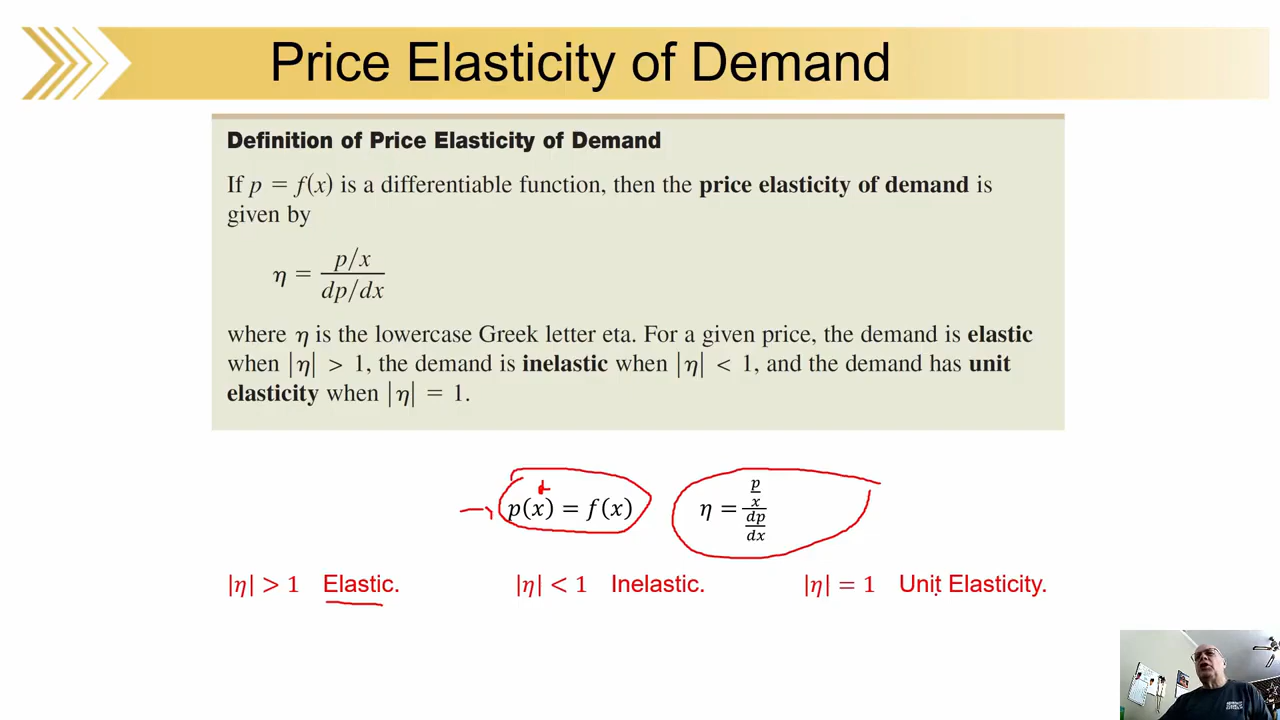 Price Elasticity of Demand
Definition of Price Elasticity of Demand
If p = f(x) is a differentiable function, then the price elasticity of demand is
given by
η = p/x / dp/dx
where η is the lowercase Greek letter eta. For a given price, the demand is elastic
when |η| > 1, the demand is inelastic when |η| < 1, and the demand has unit
elasticity when |η| = 1.
p(x) = f(x) η = p/x / dp/dx
|η| > 1 Elastic. |η| < 1 Inelastic. |η| = 1 Unit Elasticity.